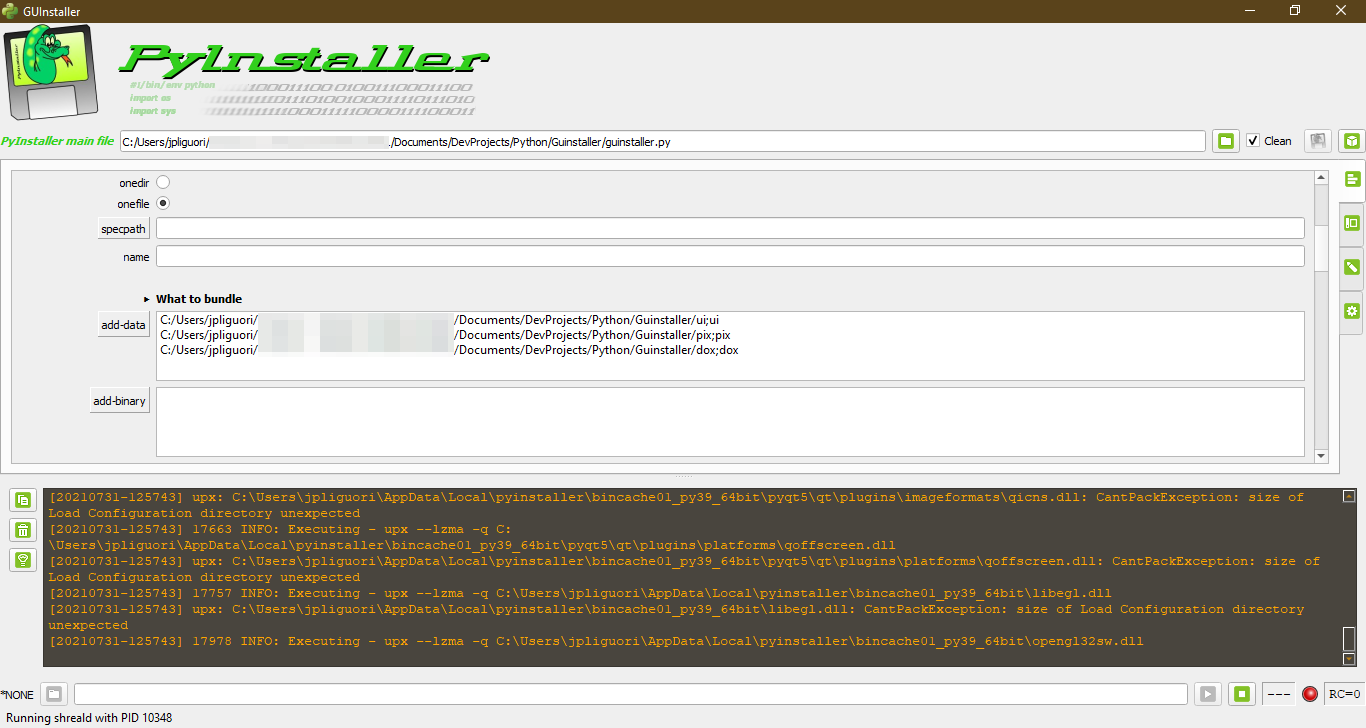 GUInstaller
PyInstaller
#!/bin/env python
import os
import sys
PyInstaller main file C:/Users/jpliguori/ /Documents/DevProjects/Python/Guinstaller/guinstaller.py Clean
onedir
onefile
specpath
name
What to bundle
add-data
C:/Users/jpliguori/ /Documents/DevProjects/Python/Guinstaller/ui;ui
C:/Users/jpliguori/ /Documents/DevProjects/Python/Guinstaller/pix;pix
C:/Users/jpliguori/ /Documents/DevProjects/Python/Guinstaller/dox;dox
add-binary
[20210731-125743] upx: C:\Users\jpliguori\AppData\Local\pyinstaller\bincache01_py39_64bit\pyqt5\qt\plugins\imageformats\qicns.dll: CantPackException: size of
Load Configuration directory unexpected
[20210731-125743] 17663 INFO: Executing - upx --lzma -q C:
\Users\jpliguori\AppData\Local\pyinstaller\bincache01_py39_64bit\pyqt5\qt\plugins\platforms\qoffscreen.dll
[20210731-125743] upx: C:\Users\jpliguori\AppData\Local\pyinstaller\bincache01_py39_64bit\pyqt5\qt\plugins\platforms\qoffscreen.dll: CantPackException: size of
Load Configuration directory unexpected
[20210731-125743] 17757 INFO: Executing - upx --lzma -q C:\Users\jpliguori\AppData\Local\pyinstaller\bincache01_py39_64bit\libegl.dll
[20210731-125743] upx: C:\Users\jpliguori\AppData\Local\pyinstaller\bincache01_py39_64bit\libegl.dll: CantPackException: size of Load Configuration directory
unexpected
[20210731-125743] 17978 INFO: Executing - upx --lzma -q C:\Users\jpliguori\AppData\Local\pyinstaller\bincache01_py39_64bit\opengl32sw.dll
*NONE --- RC=0
Running shreald with PID 10348